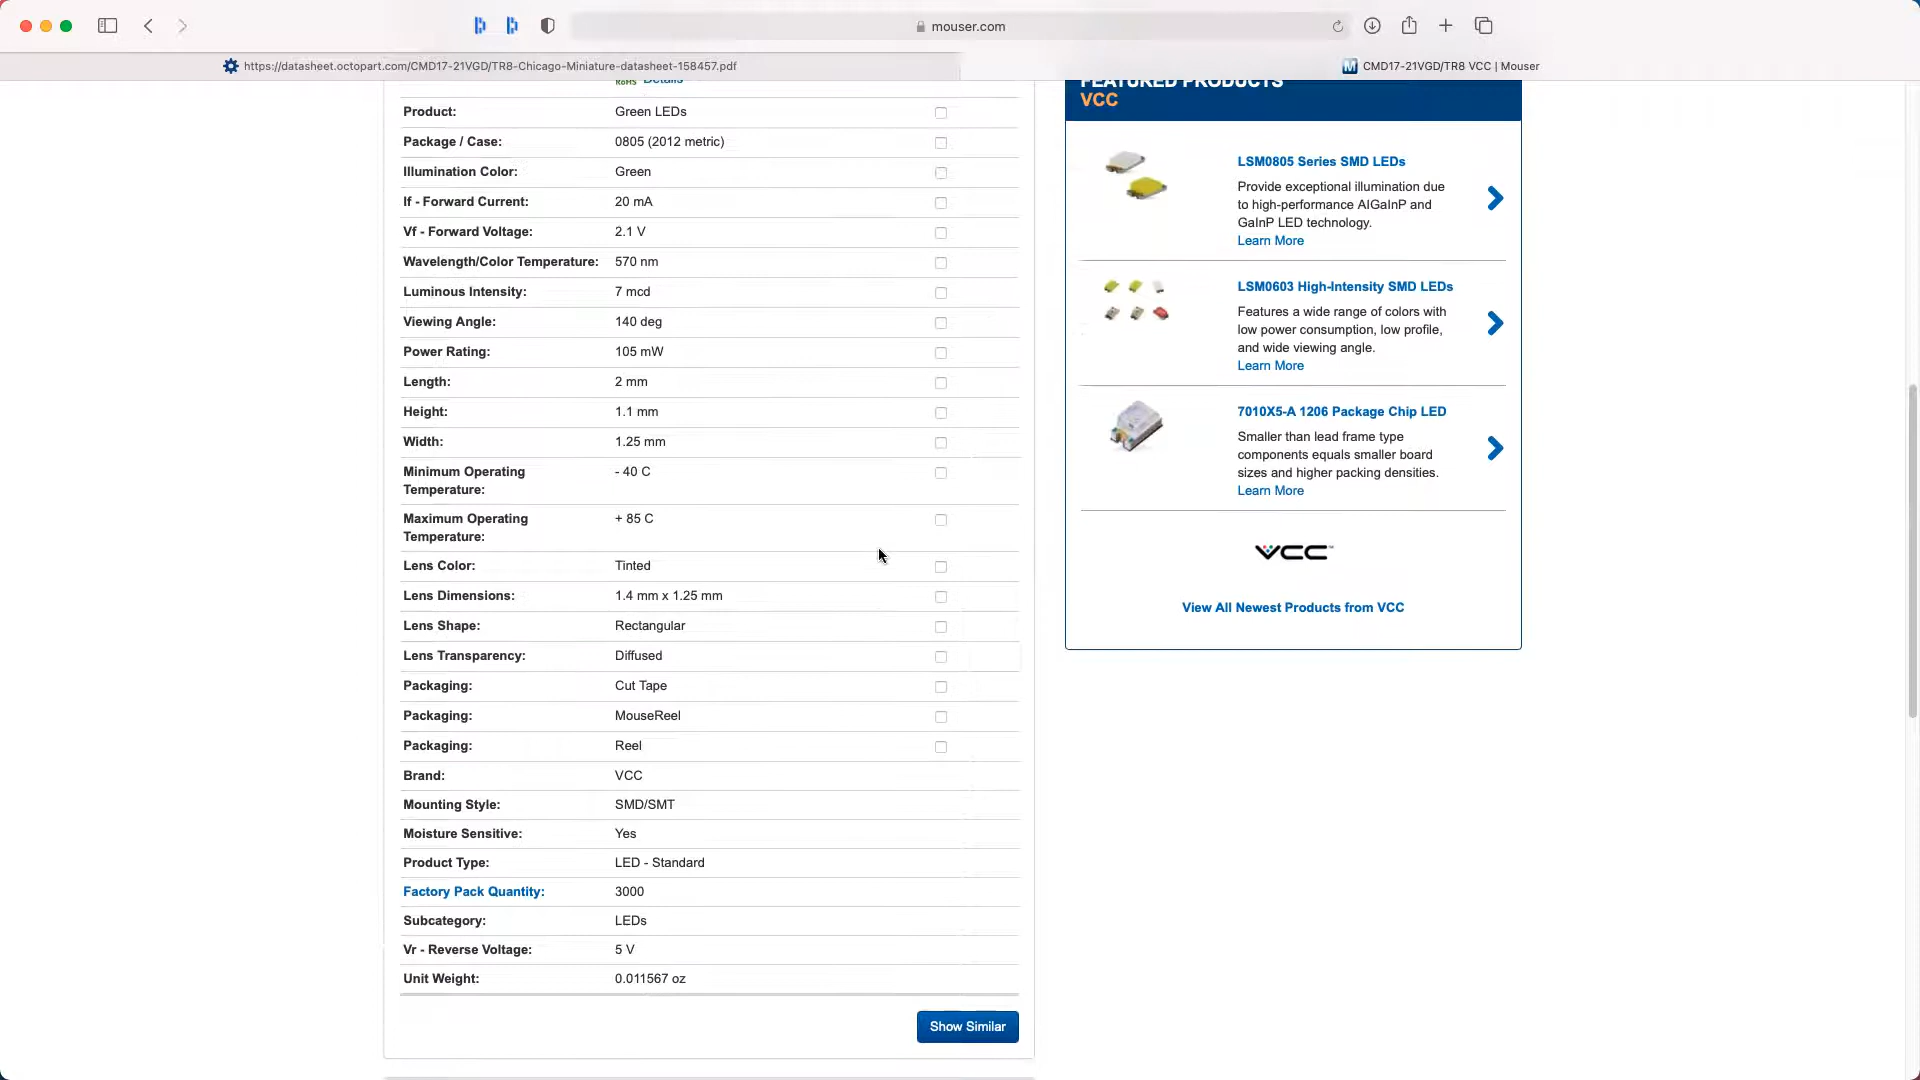 mouser.com
https://datasheet.octopart.com/CMD17-21VGD/TR8-Chicago-Miniature-datasheet-158457.pdf
CMD17-21VGD/TR8 VCC | Mouser
RoHS Details
Product: Green LEDs
Package / Case: 0805 (2012 metric)
Illumination Color: Green
If - Forward Current: 20 mA
Vf - Forward Voltage: 2.1 V
Wavelength/Color Temperature: 570 nm
Luminous Intensity: 7 mcd
Viewing Angle: 140 deg
Power Rating: 105 mW
Length: 2 mm
Height: 1.1 mm
Width: 1.25 mm
Minimum Operating
Temperature:
- 40 C
Maximum Operating
Temperature:
+ 85 C
Lens Color: Tinted
Lens Dimensions: 1.4 mm x 1.25 mm
Lens Shape: Rectangular
Lens Transparency: Diffused
Packaging: Cut Tape
Packaging: MouseReel
Packaging: Reel
Brand: VCC
Mounting Style: SMD/SMT
Moisture Sensitive: Yes
Product Type: LED - Standard
Factory Pack Quantity: 3000
Subcategory: LEDs
Vr - Reverse Voltage: 5 V
Unit Weight: 0.011567 oz
Show Similar
FEATURED PRODUCTS
VCC
LSM0805 Series SMD LEDs
Provide exceptional illumination due
to high-performance AlGaInP and
GaInP LED technology.
Learn More
LSM0603 High-Intensity SMD LEDs
Features a wide range of colors with
low power consumption, low profile,
and wide viewing angle.
Learn More
7010X5-A 1206 Package Chip LED
Smaller than lead frame type
components equals smaller board
sizes and higher packing densities.
Learn More
VCC
View All Newest Products from VCC